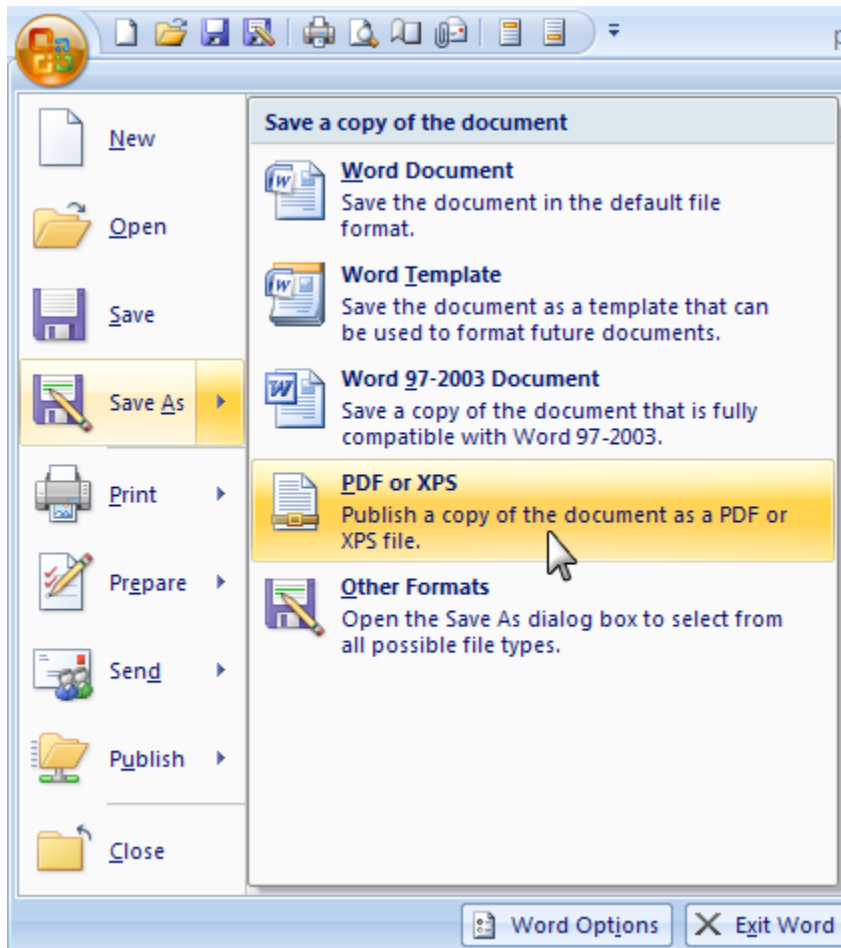 p
New
Open
Save
Save As
Print
Prepare
Send
Publish
Close
Save a copy of the document
Word Document
Save the document in the default file
format.
Word Template
Save the document as a template that can
be used to format future documents.
Word 97-2003 Document
Save a copy of the document that is fully
compatible with Word 97-2003.
PDF or XPS
Publish a copy of the document as a PDF or
XPS file.
Other Formats
Open the Save As dialog box to select from
all possible file types.
Word Options
Exit Word